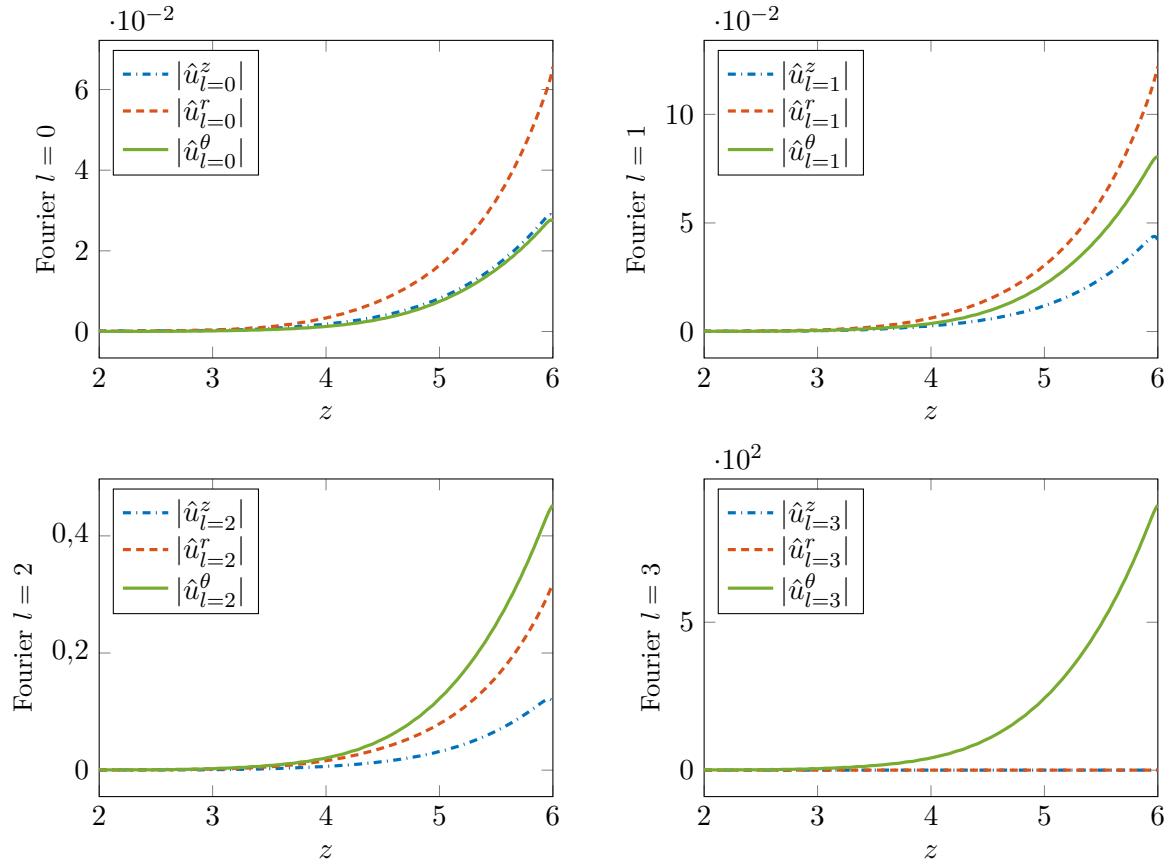 ·10⁻²
|û^z_{l=0}|
|û^r_{l=0}|
|û^θ_{l=0}|
Fourier l = 0
6
4
2
0
2 3 4 5 6
z
·10⁻²
|û^z_{l=1}|
|û^r_{l=1}|
|û^θ_{l=1}|
Fourier l = 1
10
5
0
2 3 4 5 6
z
|û^z_{l=2}|
|û^r_{l=2}|
|û^θ_{l=2}|
Fourier l = 2
0,4
0,2
0
2 3 4 5 6
z
·10²
|û^z_{l=3}|
|û^r_{l=3}|
|û^θ_{l=3}|
Fourier l = 3
5
0
2 3 4 5 6
z